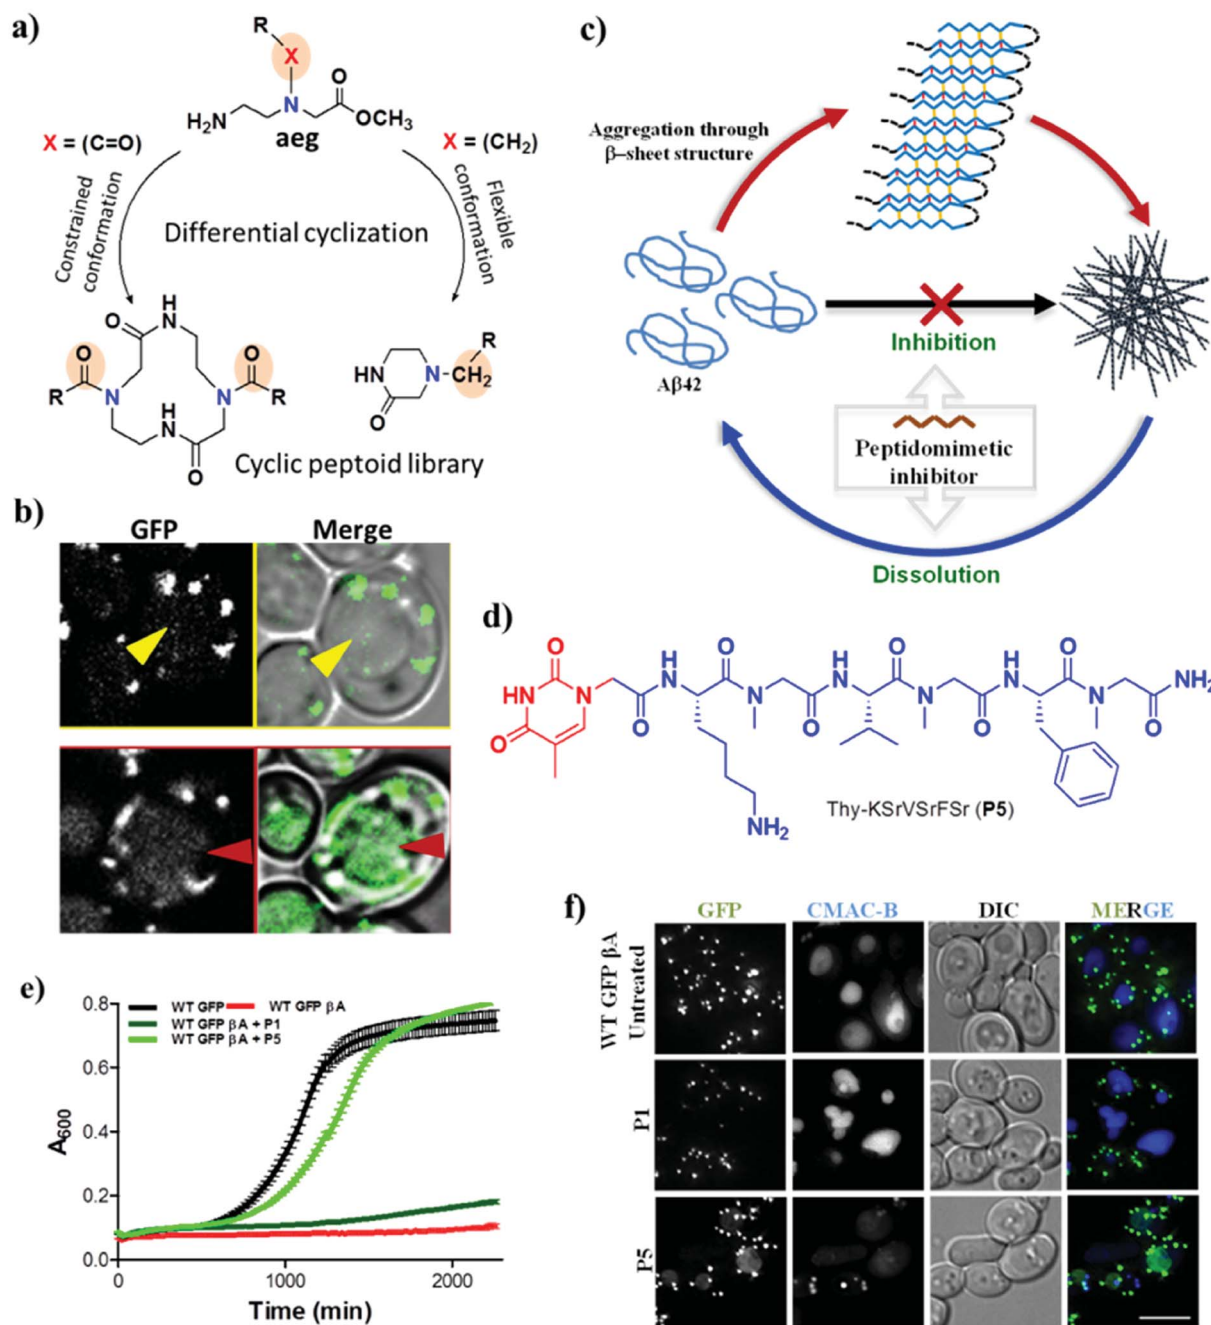 a)
R
X
N
O
H₂N
OCH₃
aeg
X = (C=O)
X = (CH₂)
Constrained
conformation
Flexible
conformation
Differential cyclization
O
H
N
O
O
R
N
N
R
H
N
O
R
HN
N
CH₂
O
Cyclic peptoid library
b)
GFP
Merge
c)
Aggregation through
β–sheet structure
Aβ42
Inhibition
Peptidomimetic
inhibitor
Dissolution
d)
O
HN
N
O
O
H
N
O
N
O
H
N
O
N
O
H
N
O
N
O
NH₂
NH₂
Thy-KSrVSrFSr (P5)
e)
WT GFP
WT GFP βA
WT GFP βA + P1
WT GFP βA + P5
A₆₀₀
0.8
0.6
0.4
0.2
0.0
0
1000
2000
Time (min)
f)
GFP
CMAC-B
DIC
MERGE
WT GFP βA
Untreated
P1
P5